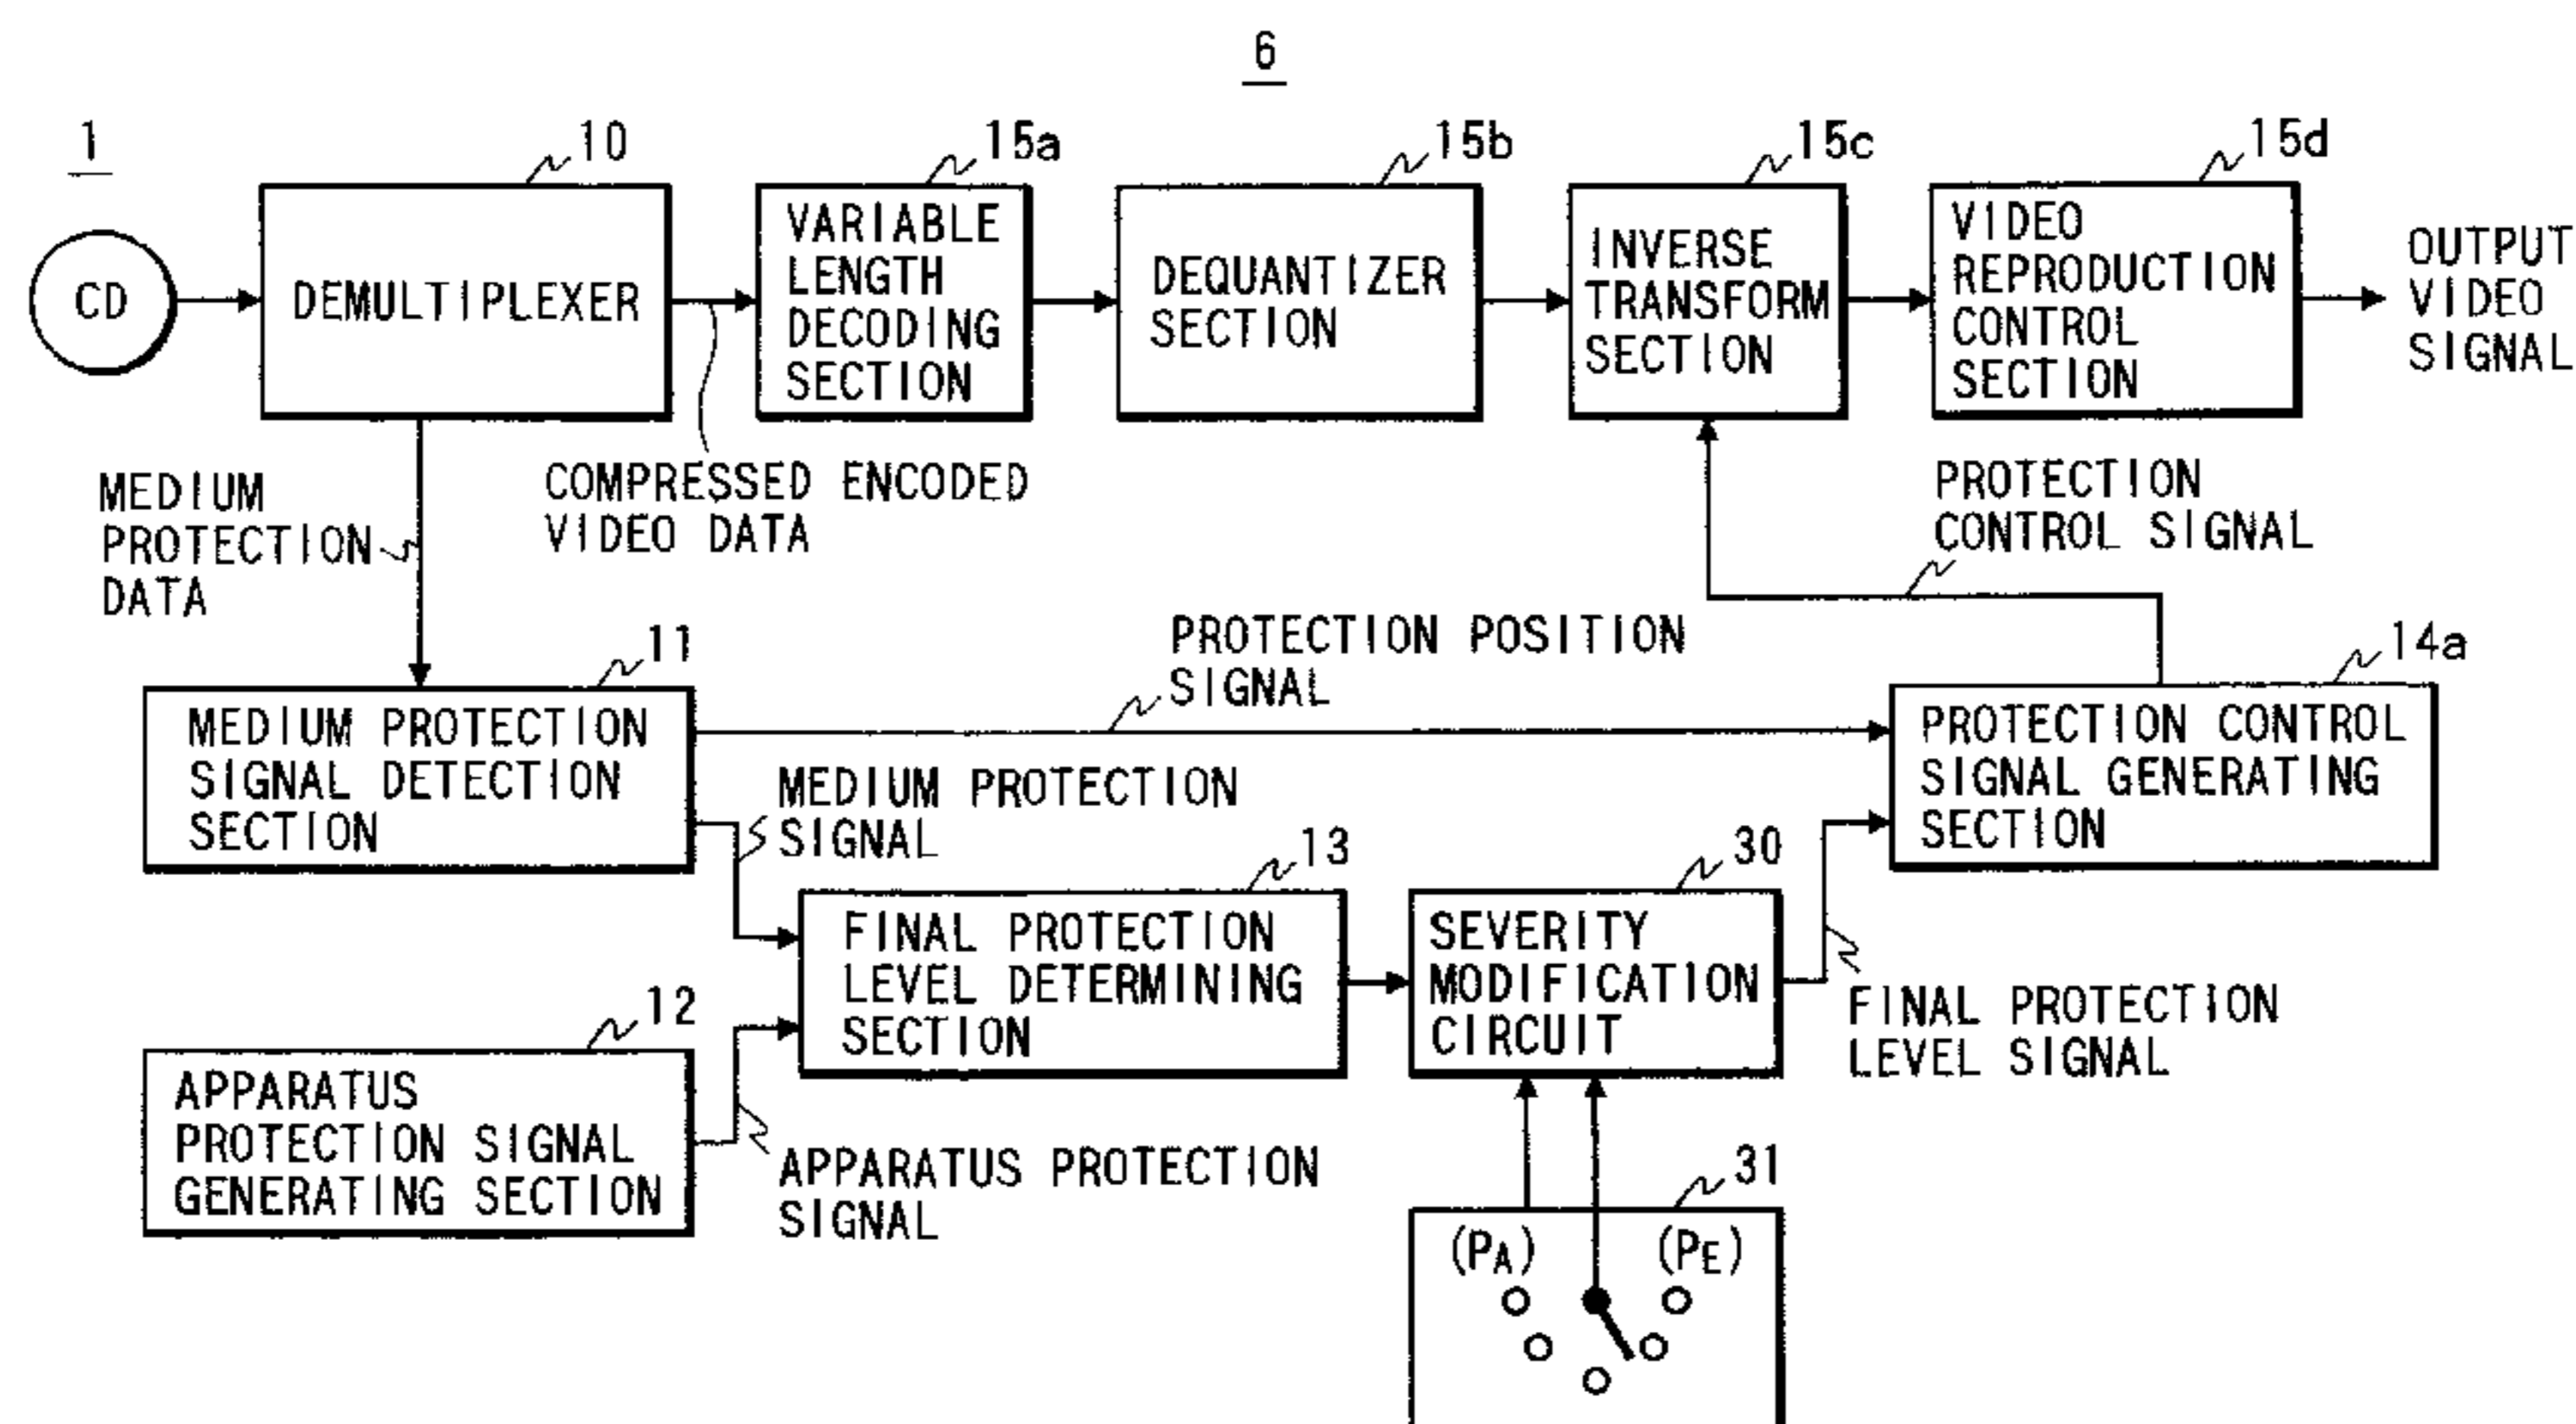 6
1
10
15a
15b
15c
15d
CD
DEMULTIPLEXER
VARIABLE
LENGTH
DECODING
SECTION
DEQUANTIZER
SECTION
INVERSE
TRANSFORM
SECTION
VIDEO
REPRODUCTION
CONTROL
SECTION
OUTPUT
VIDEO
SIGNAL
MEDIUM
PROTECTION
DATA
COMPRESSED ENCODED
VIDEO DATA
PROTECTION
CONTROL SIGNAL
PROTECTION POSITION
SIGNAL
11
MEDIUM PROTECTION
SIGNAL DETECTION
SECTION
14a
PROTECTION CONTROL
SIGNAL GENERATING
SECTION
MEDIUM PROTECTION
SIGNAL
13
FINAL PROTECTION
LEVEL DETERMINING
SECTION
30
SEVERITY
MODIFICATION
CIRCUIT
FINAL PROTECTION
LEVEL SIGNAL
12
APPARATUS
PROTECTION SIGNAL
GENERATING SECTION
APPARATUS PROTECTION
SIGNAL
31
(PA)
(PE)